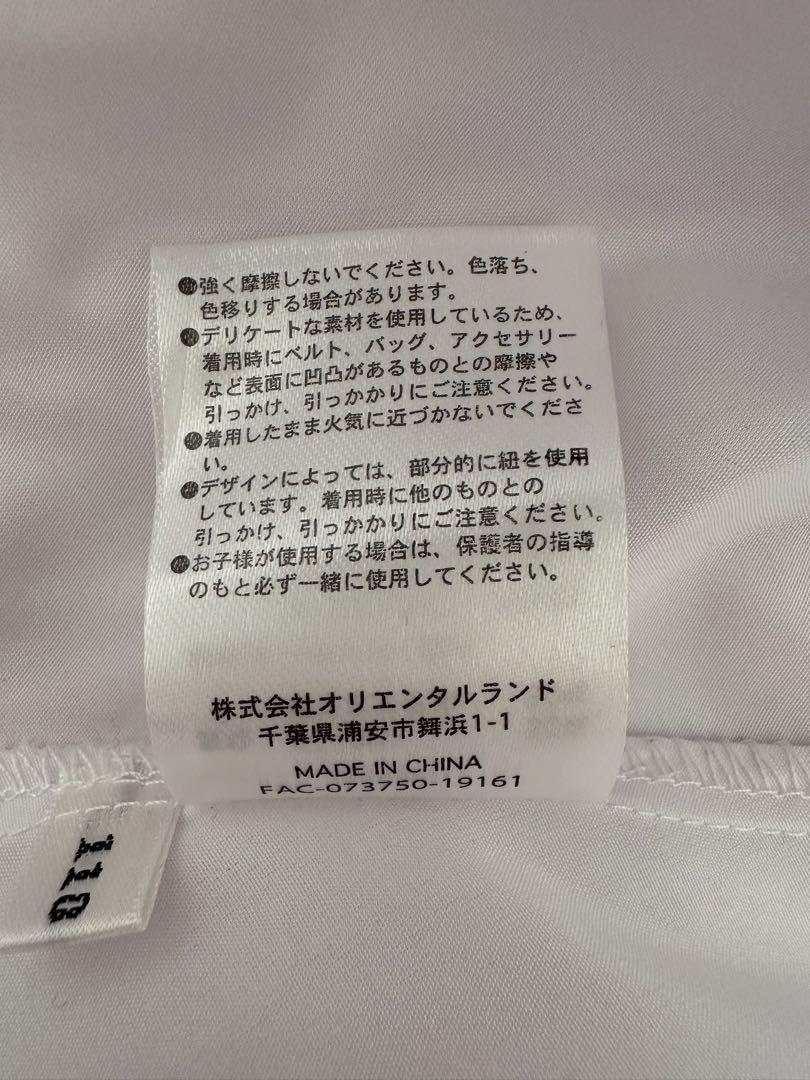 ●強く摩擦しないでください。色落ち、
色移りする場合があります。
●デリケートな素材を使用しているため、
着用時にベルト、バッグ、アクセサリー
など表面に凹凸があるものとの摩擦や
引っかけ、引っかかりにご注意ください。
●着用したまま火気に近づかないでくださ
い。
●デザインによっては、部分的に紐を使用
しています。着用時に他のものとの
引っかけ、引っかかりにご注意ください。
●お子様が使用する場合は、保護者の指導
のもと必ず一緒に使用してください。
株式会社オリエンタルランド
千葉県浦安市舞浜1-1
MADE IN CHINA
FAC-073750-19161